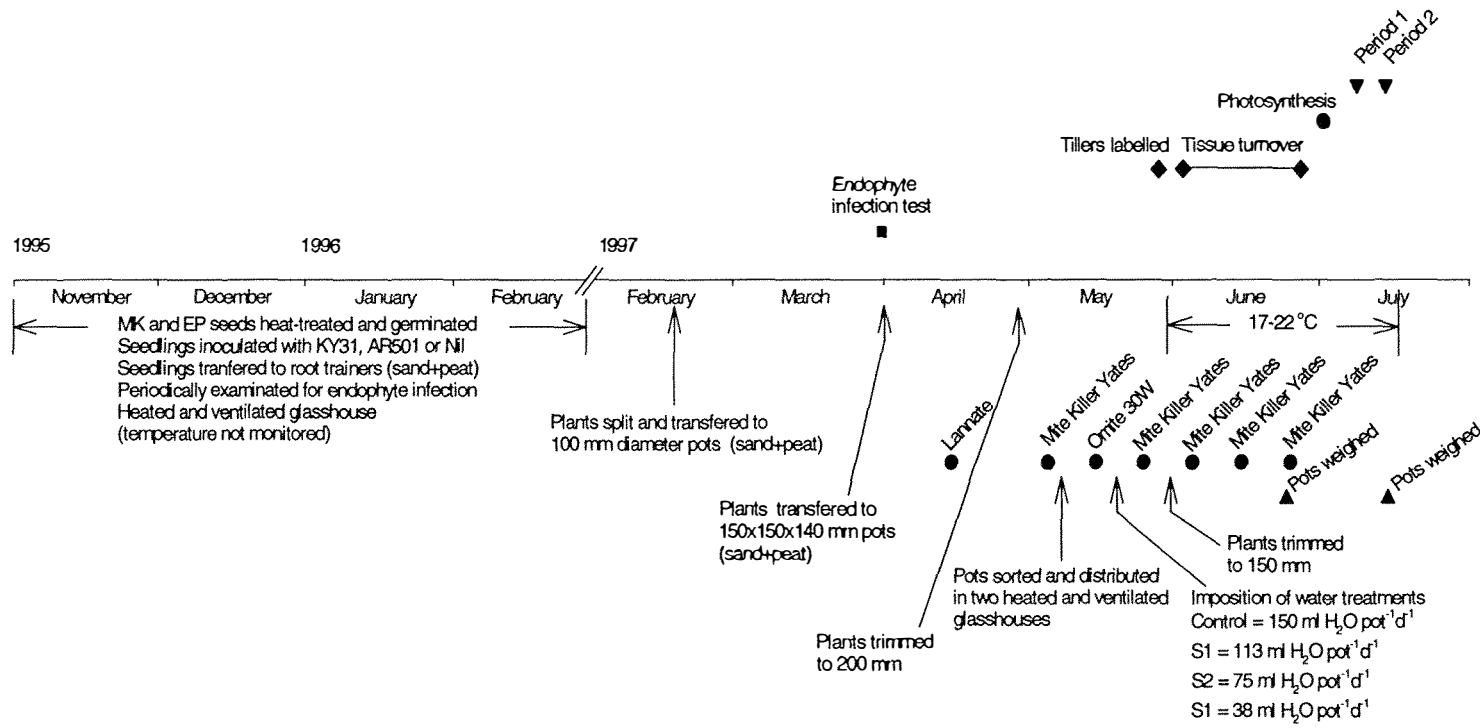 Period 1
Period 2
Photosynthesis
Tillers labelled
Tissue turnover
Endophyte
infection test
1995
1996
1997
November
December
January
February
February
March
April
May
June
July
MK and EP seeds heat-treated and germinated
Seedlings inoculated with KY31, AR501 or Nil
Seedlings tranfered to root trainers (sand+peat)
Periodically examinated for endophyte infection
Heated and ventilated glasshouse
(temperature not monitored)
17-22 °C
Plants split and transfered to
100 mm diameter pots (sand+peat)
Lannate
Mite Killer Yates
Omite 30W
Mite Killer Yates
Mite Killer Yates
Mite Killer Yates
Mite Killer Yates
Pots weighed
Pots weighed
Plants transfered to
150x150x140 mm pots
(sand+peat)
Plants trimmed
to 200 mm
Pots sorted and distributed
in two heated and ventilated
glasshouses
Plants trimmed
to 150 mm
Imposition of water treatments
Control = 150 ml H₂O pot⁻¹d⁻¹
S1 = 113 ml H₂O pot⁻¹d⁻¹
S2 = 75 ml H₂O pot⁻¹d⁻¹
S1 = 38 ml H₂O pot⁻¹d⁻¹